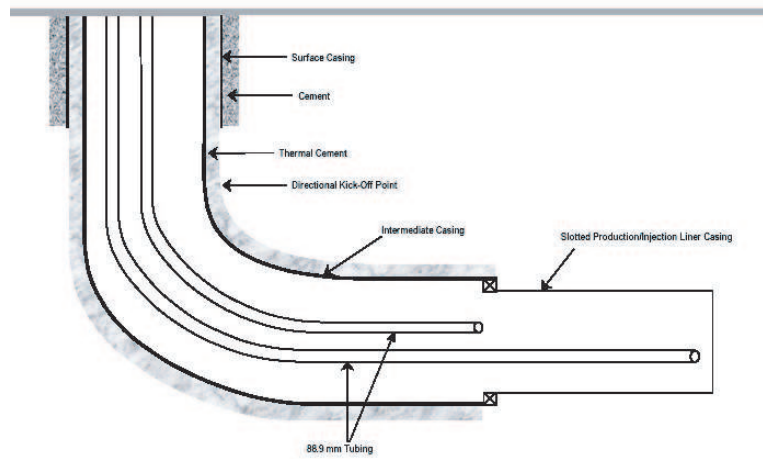 Surface Casing
Cement
Thermal Cement
Directional Kick-Off Point
Intermediate Casing
Slotted Production/Injection Liner Casing
88.9 mm Tubing